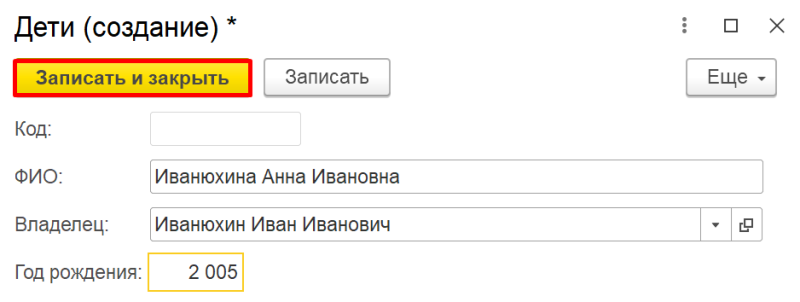 Дети (создание) *
Записать и закрыть Записать Еще
Код:
ФИО: Иванюхина Анна Ивановна
Владелец: Иванюхин Иван Иванович
Год рождения: 2 005